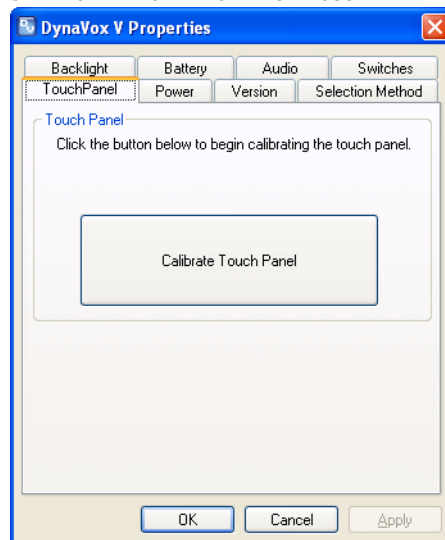 DynaVox V Properties
Backlight Battery Audio Switches
TouchPanel Power Version Selection Method
Touch Panel
Click the button below to begin calibrating the touch panel.
Calibrate Touch Panel
OK Cancel Apply